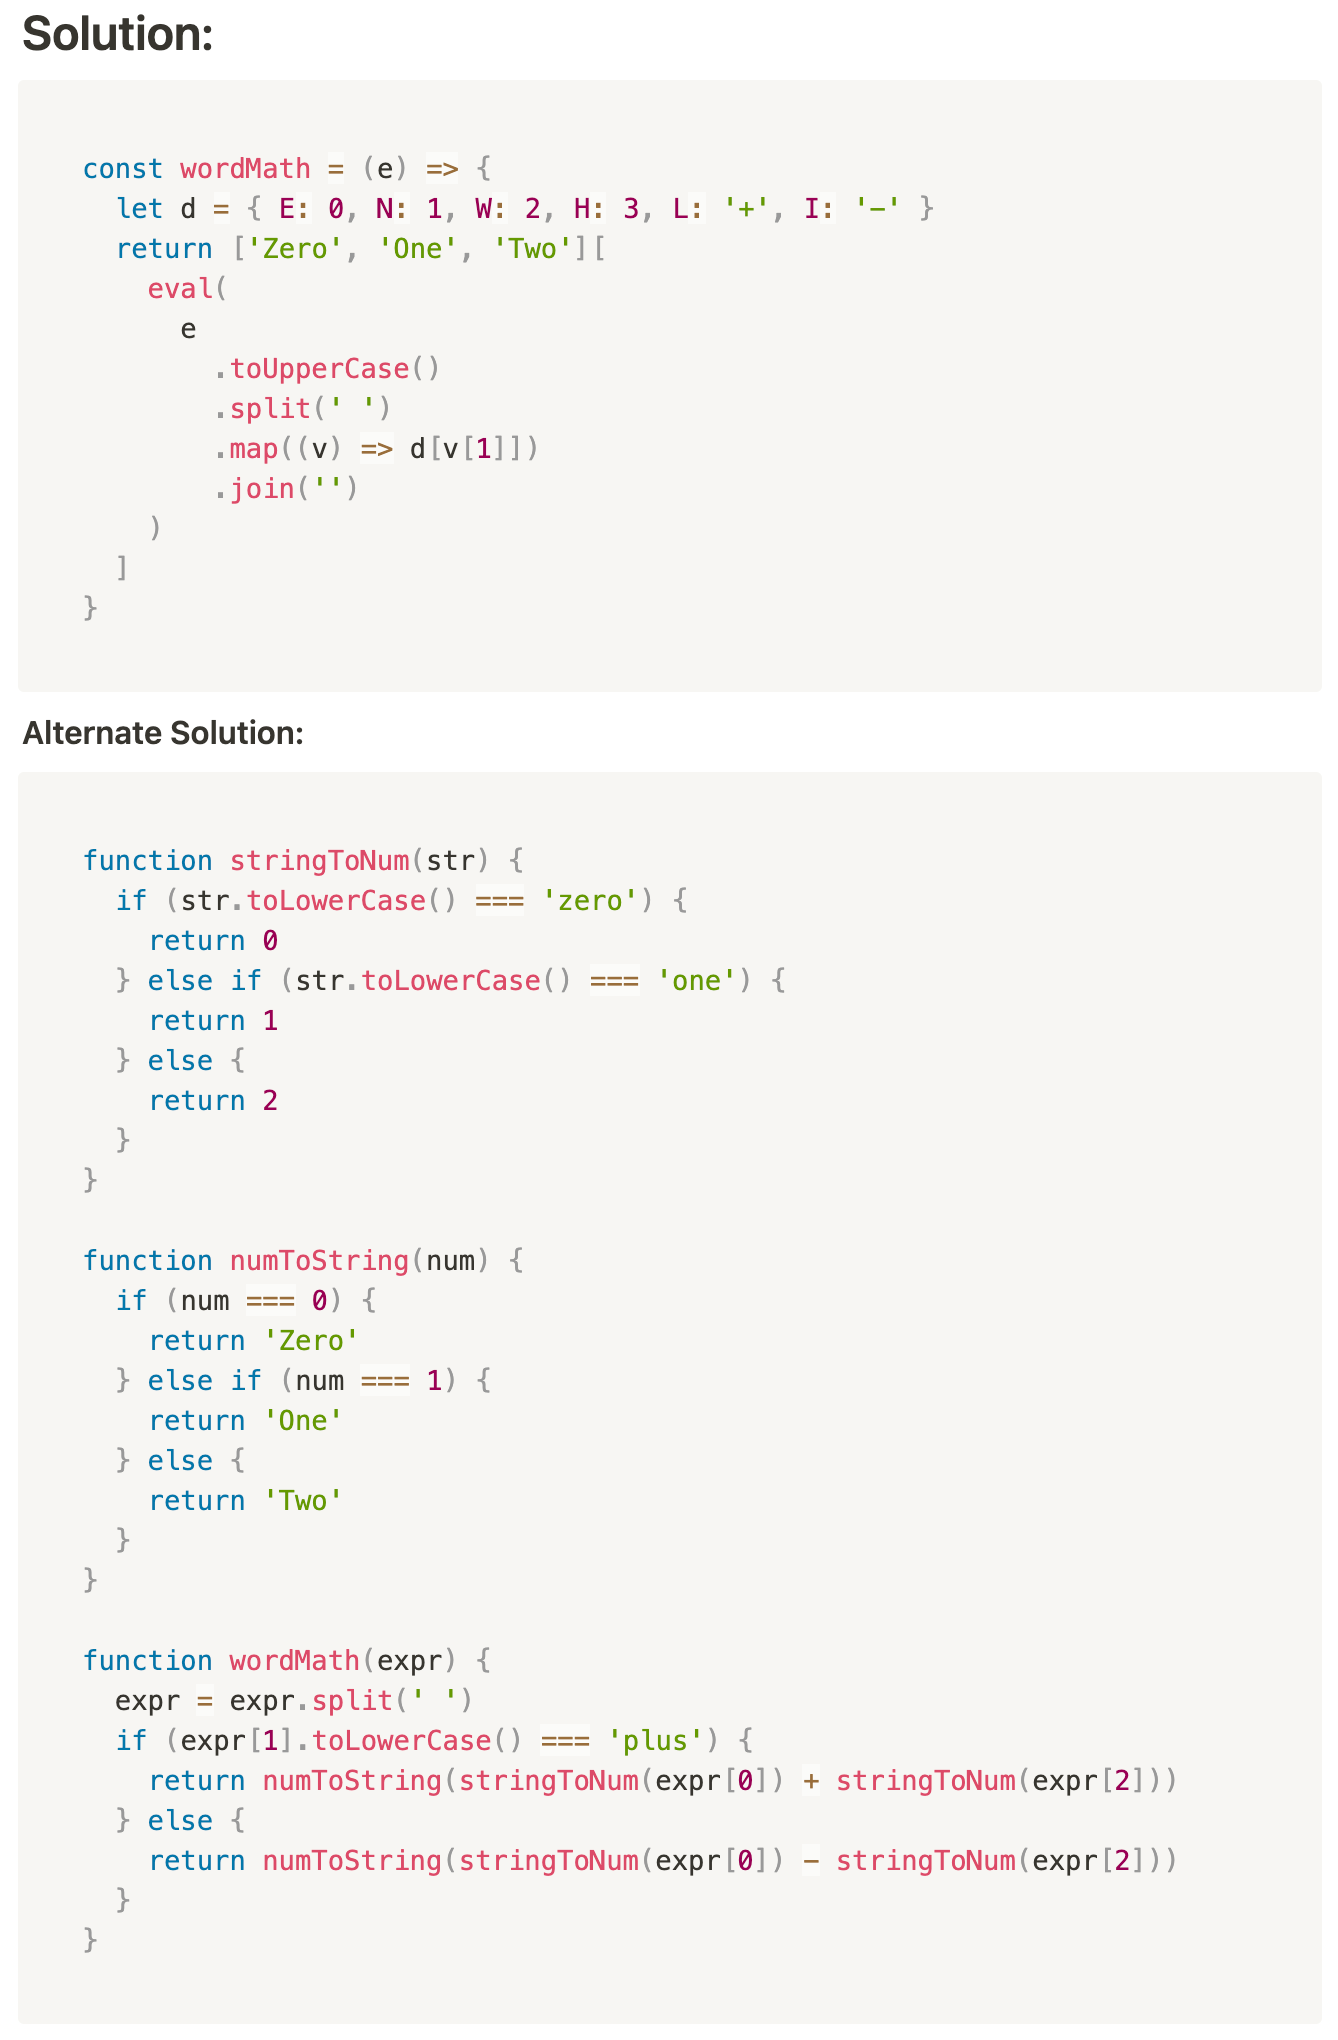 Solution:
const wordMath = (e) => {
  let d = { E: 0, N: 1, W: 2, H: 3, L: '+', I: '-' }
  return ['Zero', 'One', 'Two'][
    eval(
      e
        .toUpperCase()
        .split(' ')
        .map((v) => d[v[1]])
        .join('')
    )
  ]
}
Alternate Solution:
function stringToNum(str) {
  if (str.toLowerCase() === 'zero') {
    return 0
  } else if (str.toLowerCase() === 'one') {
    return 1
  } else {
    return 2
  }
}
function numToString(num) {
  if (num === 0) {
    return 'Zero'
  } else if (num === 1) {
    return 'One'
  } else {
    return 'Two'
  }
}
function wordMath(expr) {
  expr = expr.split(' ')
  if (expr[1].toLowerCase() === 'plus') {
    return numToString(stringToNum(expr[0]) + stringToNum(expr[2]))
  } else {
    return numToString(stringToNum(expr[0]) - stringToNum(expr[2]))
  }
}